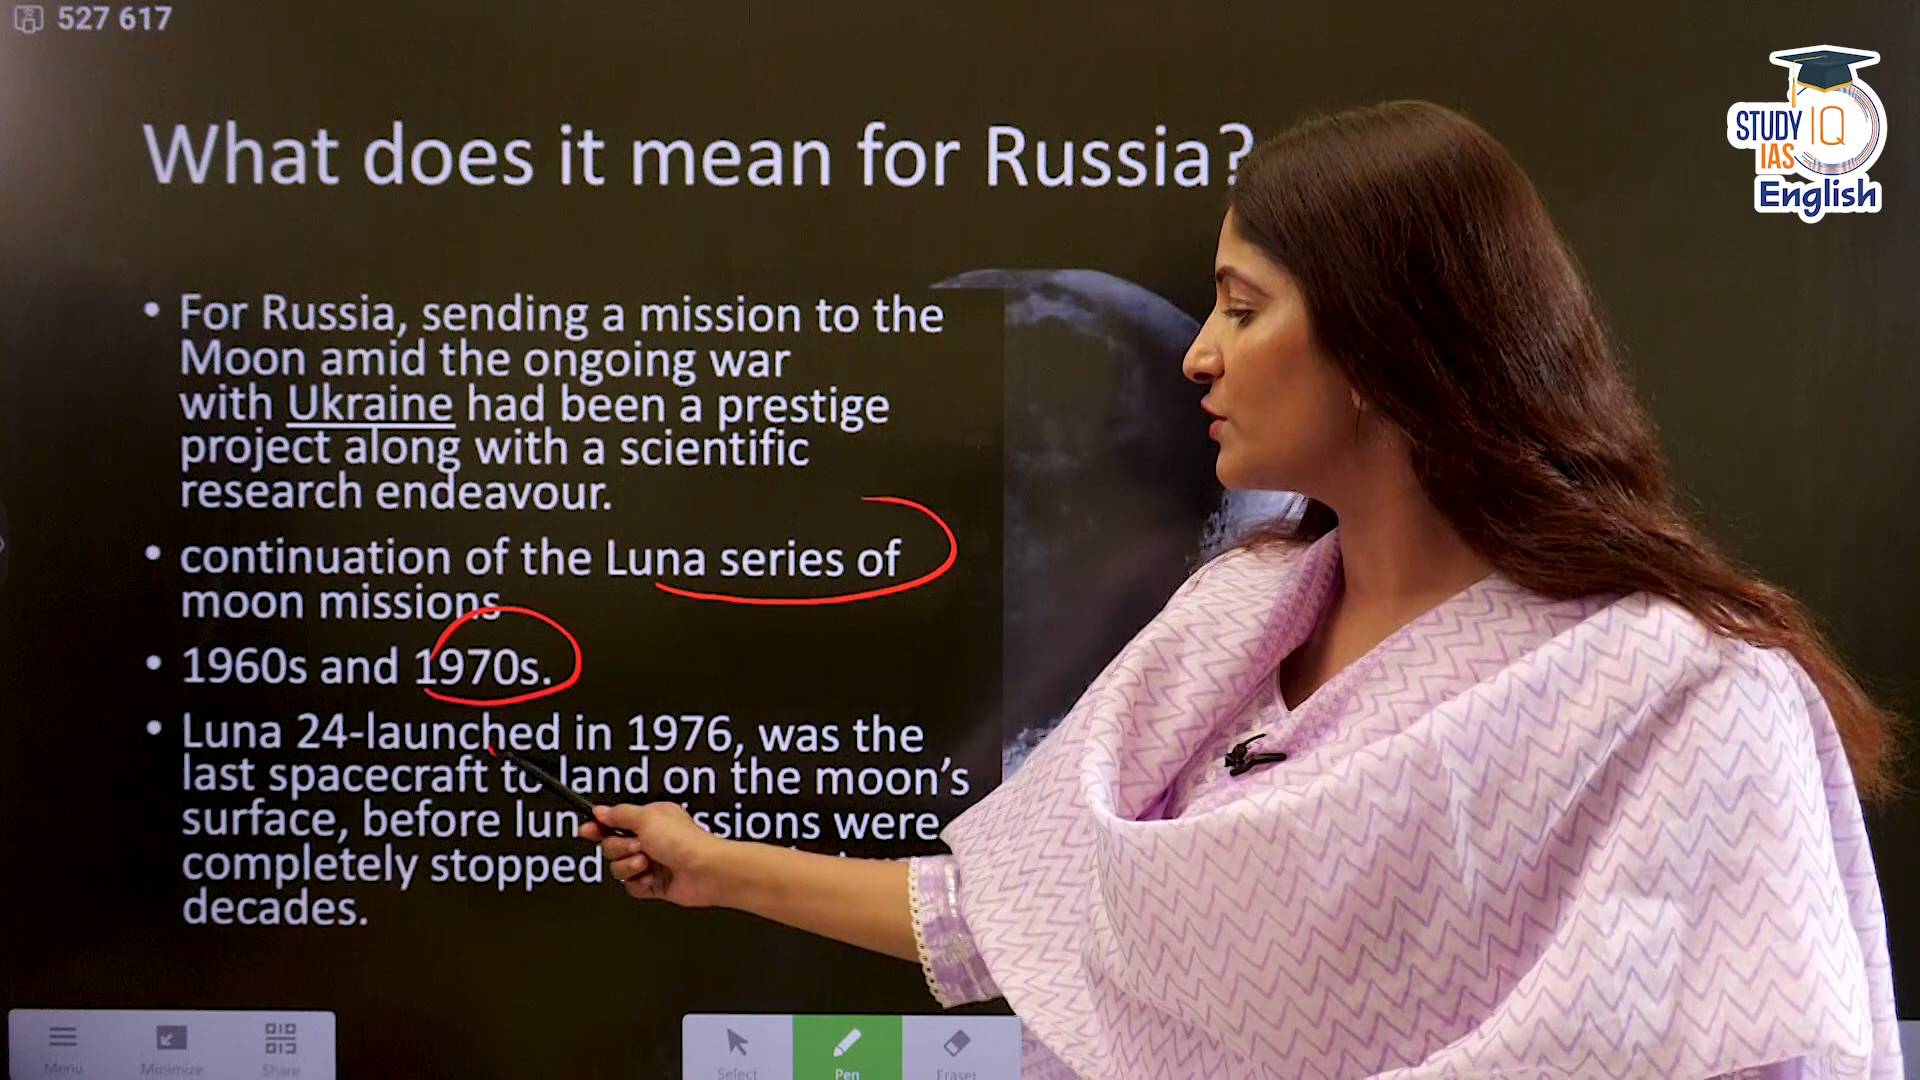 527 617
STUDY IQ
IAS
English
What does it mean for Russia?
• For Russia, sending a mission to the
Moon amid the ongoing war
with Ukraine had been a prestige
project along with a scientific
research endeavour.
• continuation of the Luna series of
moon missions
• 1960s and 1970s.
• Luna 24-launched in 1976, was the
last spacecraft to land on the moon's
surface, before were
completely stopped
decades.
Menu Minimize Share Select Pen Eraser